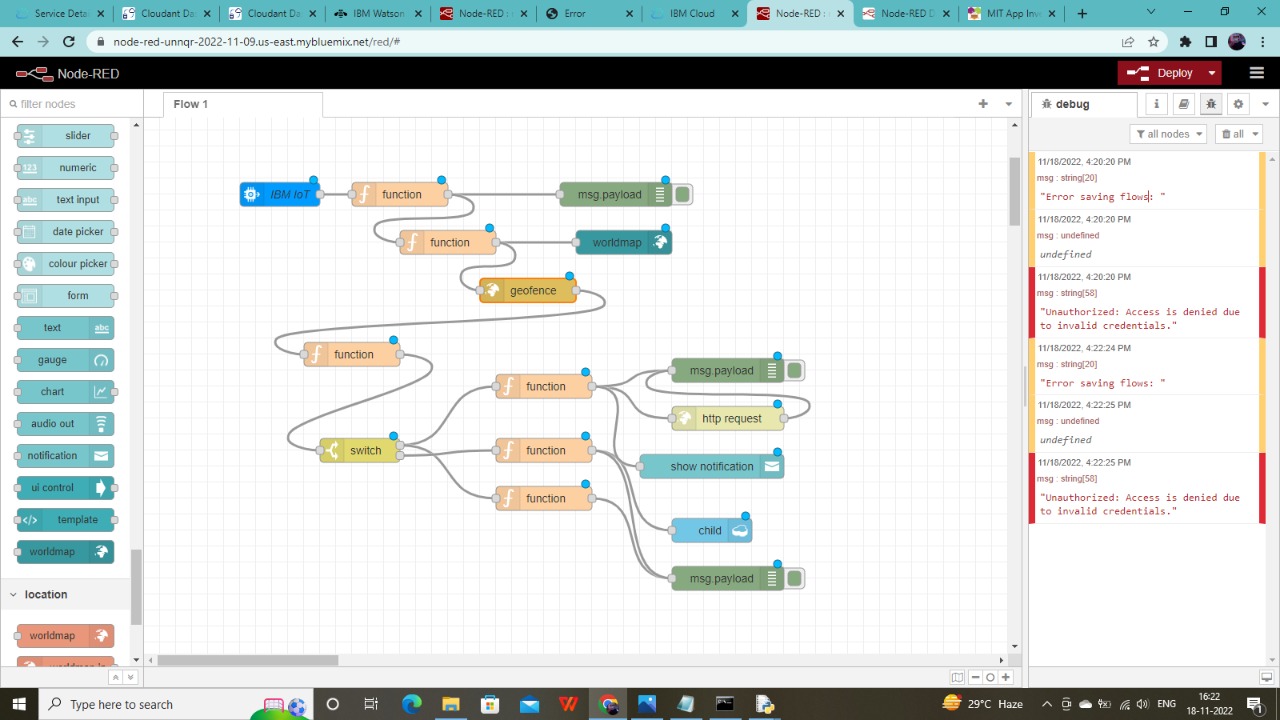 Service Detai
Cloudant Das
Cloudant Das
IBM Watson
Node-RED :
Error
IBM Cloud
Node-RED :
Node-RED D
MIT App Inve
node-red-unnqr-2022-11-09.us-east.mybluemix.net/red/#
Node-RED
Deploy
filter nodes
Flow 1
debug
all nodes
all
slider
123 numeric
abc text input
date picker
colour picker
form
text abc
gauge
chart
audio out
notification
ui control
</> template
worldmap
location
worldmap
IBM IoT
function
msg.payload
function
worldmap
geofence
function
function
msg.payload
http request
switch
function
show notification
function
child
msg.payload
11/18/2022, 4:20:20 PM
msg : string[20]
"Error saving flows: "
11/18/2022, 4:20:20 PM
msg : undefined
undefined
11/18/2022, 4:20:20 PM
msg : string[58]
"Unauthorized: Access is denied due
to invalid credentials."
11/18/2022, 4:22:24 PM
msg : string[20]
"Error saving flows: "
11/18/2022, 4:22:25 PM
msg : undefined
undefined
11/18/2022, 4:22:25 PM
msg : string[58]
"Unauthorized: Access is denied due
to invalid credentials."
Type here to search
29°C Haze
ENG
16:22
18-11-2022